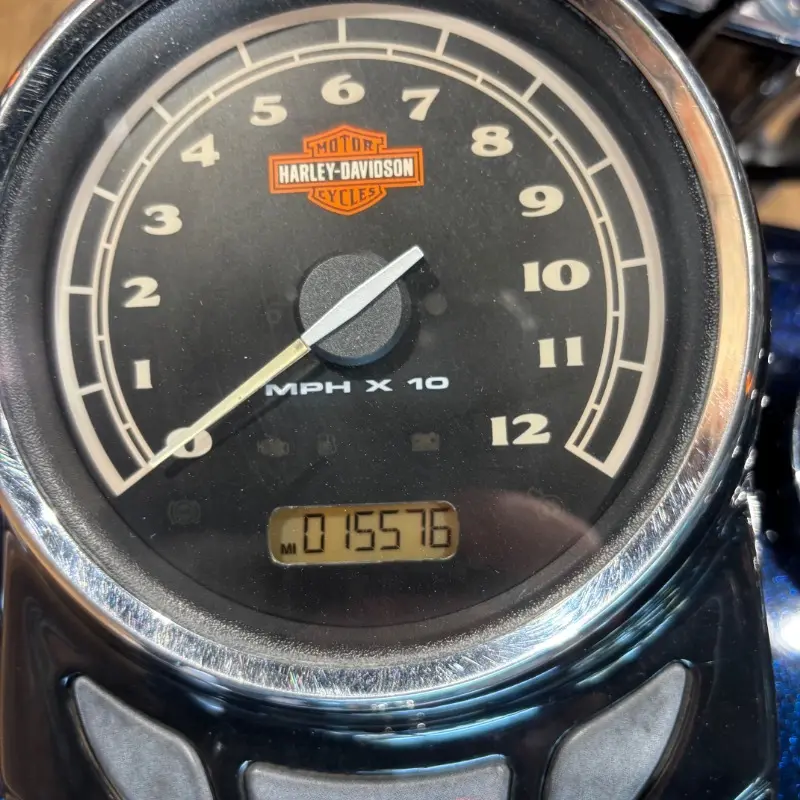 6
5 7
4 8
MOTOR
HARLEY-DAVIDSON
CYCLES
3 9
2 10
1 11
MPH X 10
0 12
MI 015576